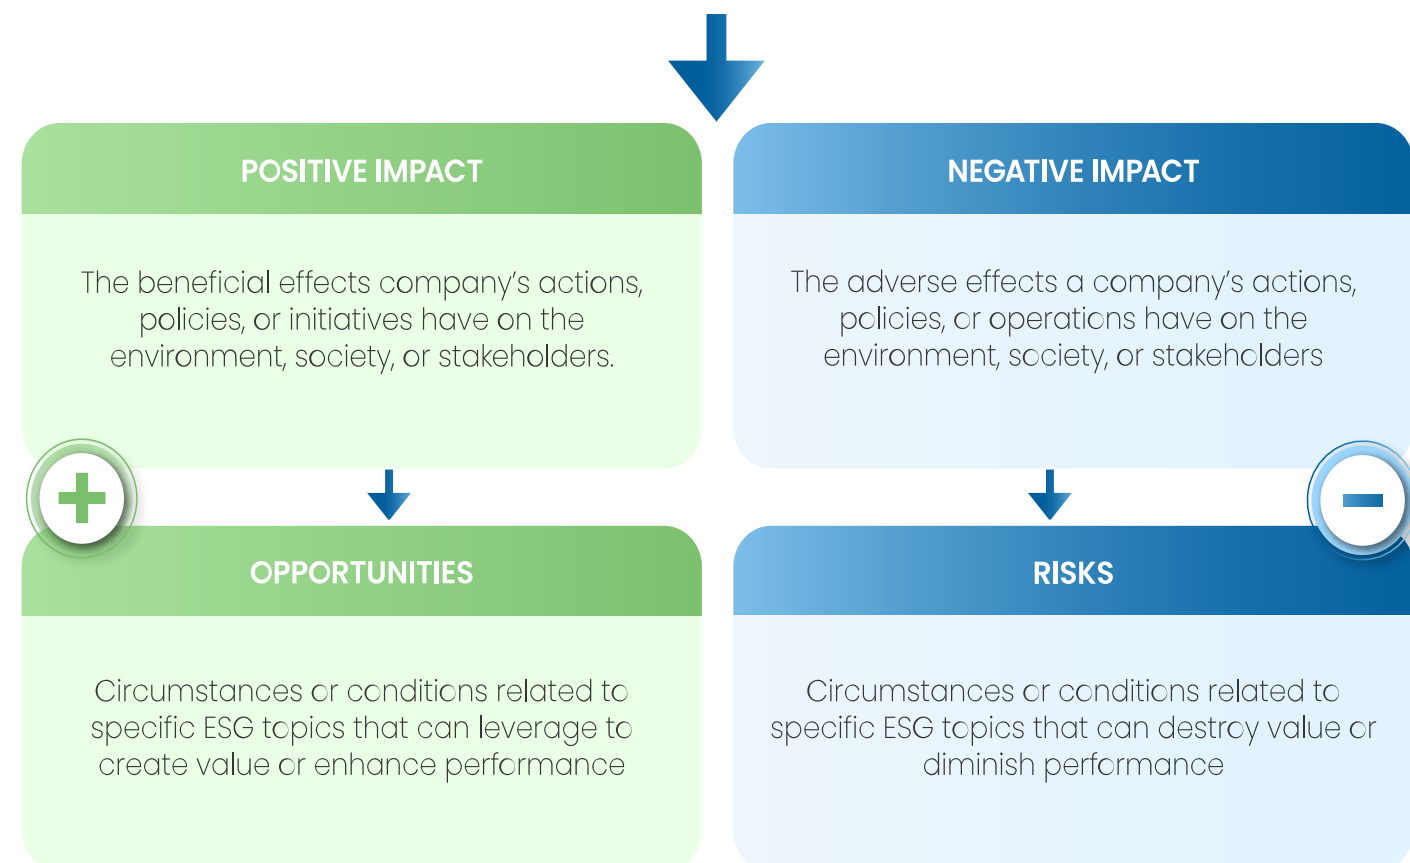 POSITIVE IMPACT
The beneficial effects company’s actions,
policies, or initiatives have on the
environment, society, or stakeholders.
NEGATIVE IMPACT
The adverse effects a company’s actions,
policies, or operations have on the
environment, society, or stakeholders
OPPORTUNITIES
Circumstances or conditions related to
specific ESG topics that can leverage to
create value or enhance performance
RISKS
Circumstances or conditions related to
specific ESG topics that can destroy value or
diminish performance